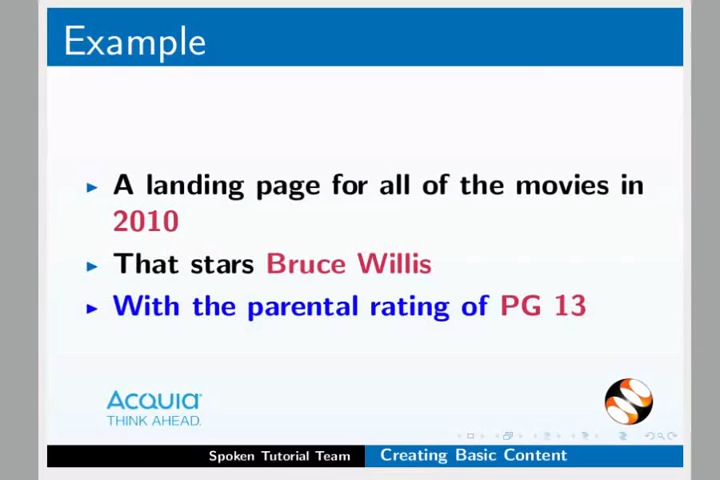 Example
A landing page for all of the movies in
2010
That stars Bruce Willis
With the parental rating of PG 13
Acquia
THINK AHEAD.
Spoken Tutorial Team
Creating Basic Content